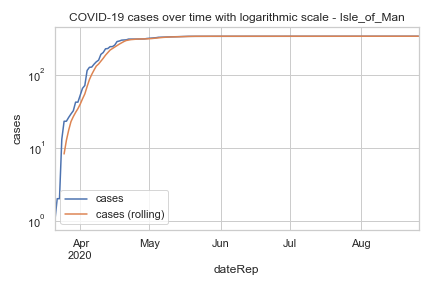 COVID-19 cases over time with logarithmic scale - Isle_of_Man
cases
10²
10¹
10⁰
cases
cases (rolling)
Apr
2020
May
Jun
Jul
Aug
dateRep